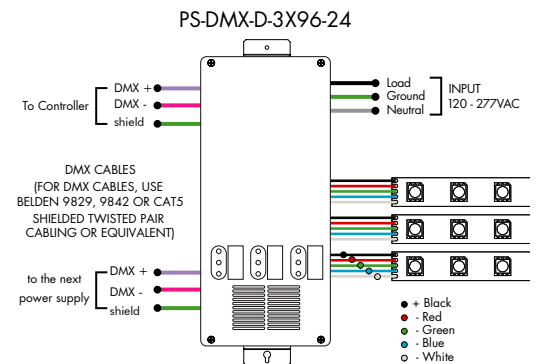 PS-DMX-D-3X96-24
DMX +
To Controller
DMX -
shield
Load
Ground
Neutral
INPUT
120 - 277VAC
DMX CABLES
(FOR DMX CABLES, USE
BELDEN 9829, 9842 OR CAT5
SHIELDED TWISTED PAIR
CABLING OR EQUIVALENT)
to the next
power supply
DMX +
DMX -
shield
+ Black
- Red
- Green
- Blue
- White